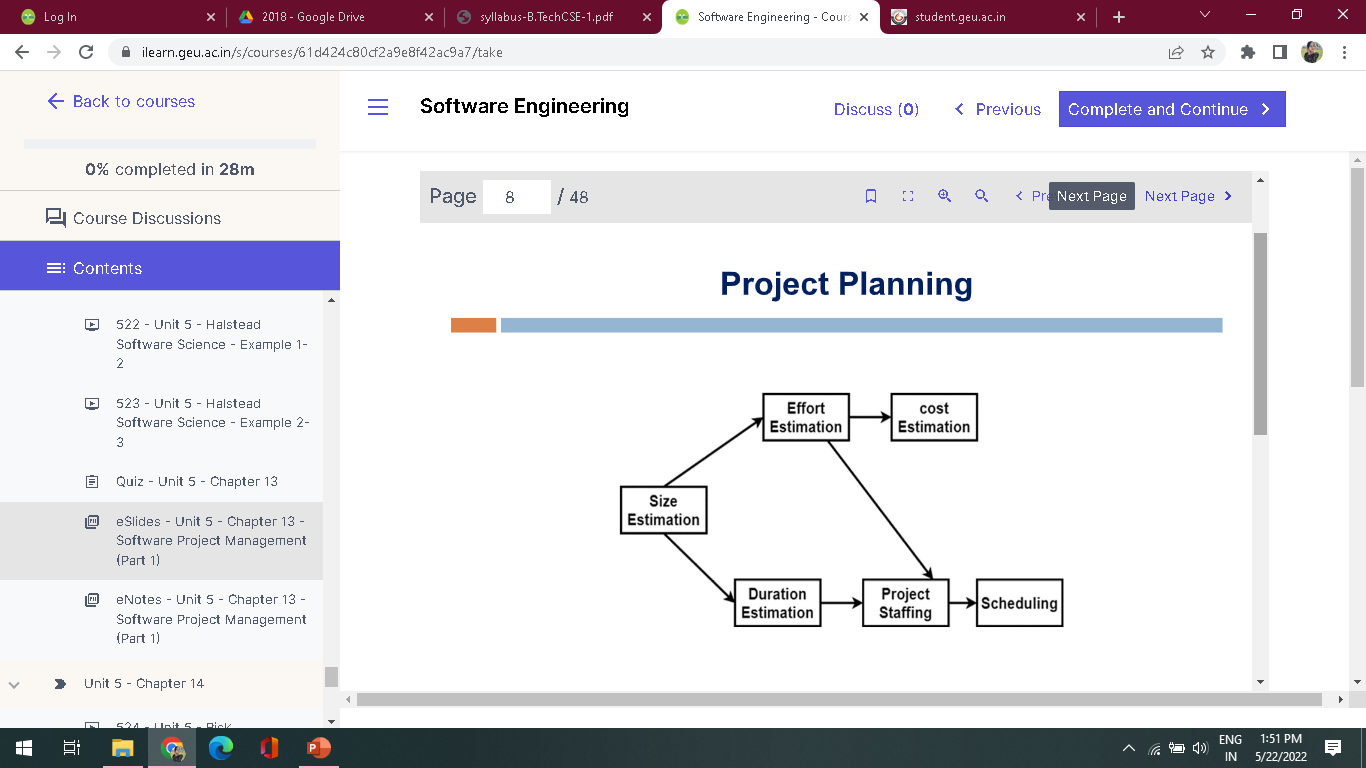 Log In
2018 - Google Drive
syllabus-B.TechCSE-1.pdf
Software Engineering - Cour
student.geu.ac.in
ilearn.geu.ac.in/s/courses/61d424c80cf2a9e8f42ac9a7/take
Back to courses
0% completed in 28m
Course Discussions
Contents
522 - Unit 5 - Halstead
Software Science - Example 1-
2
523 - Unit 5 - Halstead
Software Science - Example 2-
3
Quiz - Unit 5 - Chapter 13
eSlides - Unit 5 - Chapter 13 -
Software Project Management
(Part 1)
eNotes - Unit 5 - Chapter 13 -
Software Project Management
(Part 1)
Unit 5 - Chapter 14
524 - Unit 5 - Risk
Software Engineering
Discuss (0)
Previous
Complete and Continue
Page 8 / 48
Pre
Next Page
Next Page
Project Planning
Effort
Estimation
cost
Estimation
Size
Estimation
Duration
Estimation
Project
Staffing
Scheduling
ENG
IN
1:51 PM
5/22/2022